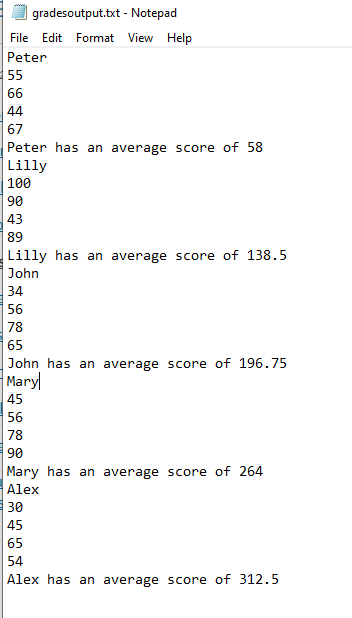 gradesoutput.txt - Notepad
File Edit Format View Help
Peter
55
66
44
67
Peter has an average score of 58
Lilly
100
90
43
89
Lilly has an average score of 138.5
John
34
56
78
65
John has an average score of 196.75
Mary
45
56
78
90
Mary has an average score of 264
Alex
30
45
65
54
Alex has an average score of 312.5